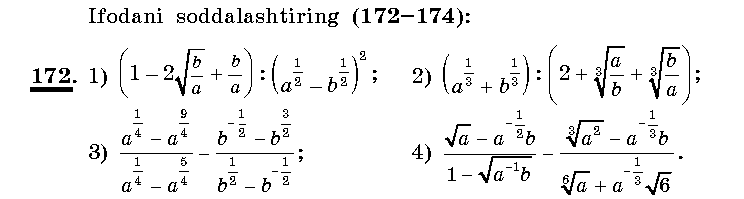 Ifodani soddalashtiring (172−174):
172. 1) $\left(1-2\sqrt{\frac{b}{a}}+\frac{b}{a}\right):\left(a^{\frac{1}{2}}-b^{\frac{1}{2}}\right)^2$; 2) $\left(a^{\frac{1}{3}}+b^{\frac{1}{3}}\right):\left(2+\sqrt[3]{\frac{a}{b}}+\sqrt[3]{\frac{b}{a}}\right)$;
3) $\frac{a^{\frac{1}{4}}-a^{\frac{9}{4}}}{a^{\frac{1}{4}}-a^{\frac{5}{4}}}-\frac{b^{-\frac{1}{2}}-b^{\frac{3}{2}}}{b^{\frac{1}{2}}-b^{-\frac{1}{2}}}$; 4) $\frac{\sqrt{a}-a^{-\frac{1}{2}}b}{1-\sqrt{a^{-1}b}}-\frac{\sqrt[3]{a^2}-a^{-\frac{1}{3}}b}{\sqrt[6]{a}+a^{-\frac{1}{3}}\sqrt{6}}$.